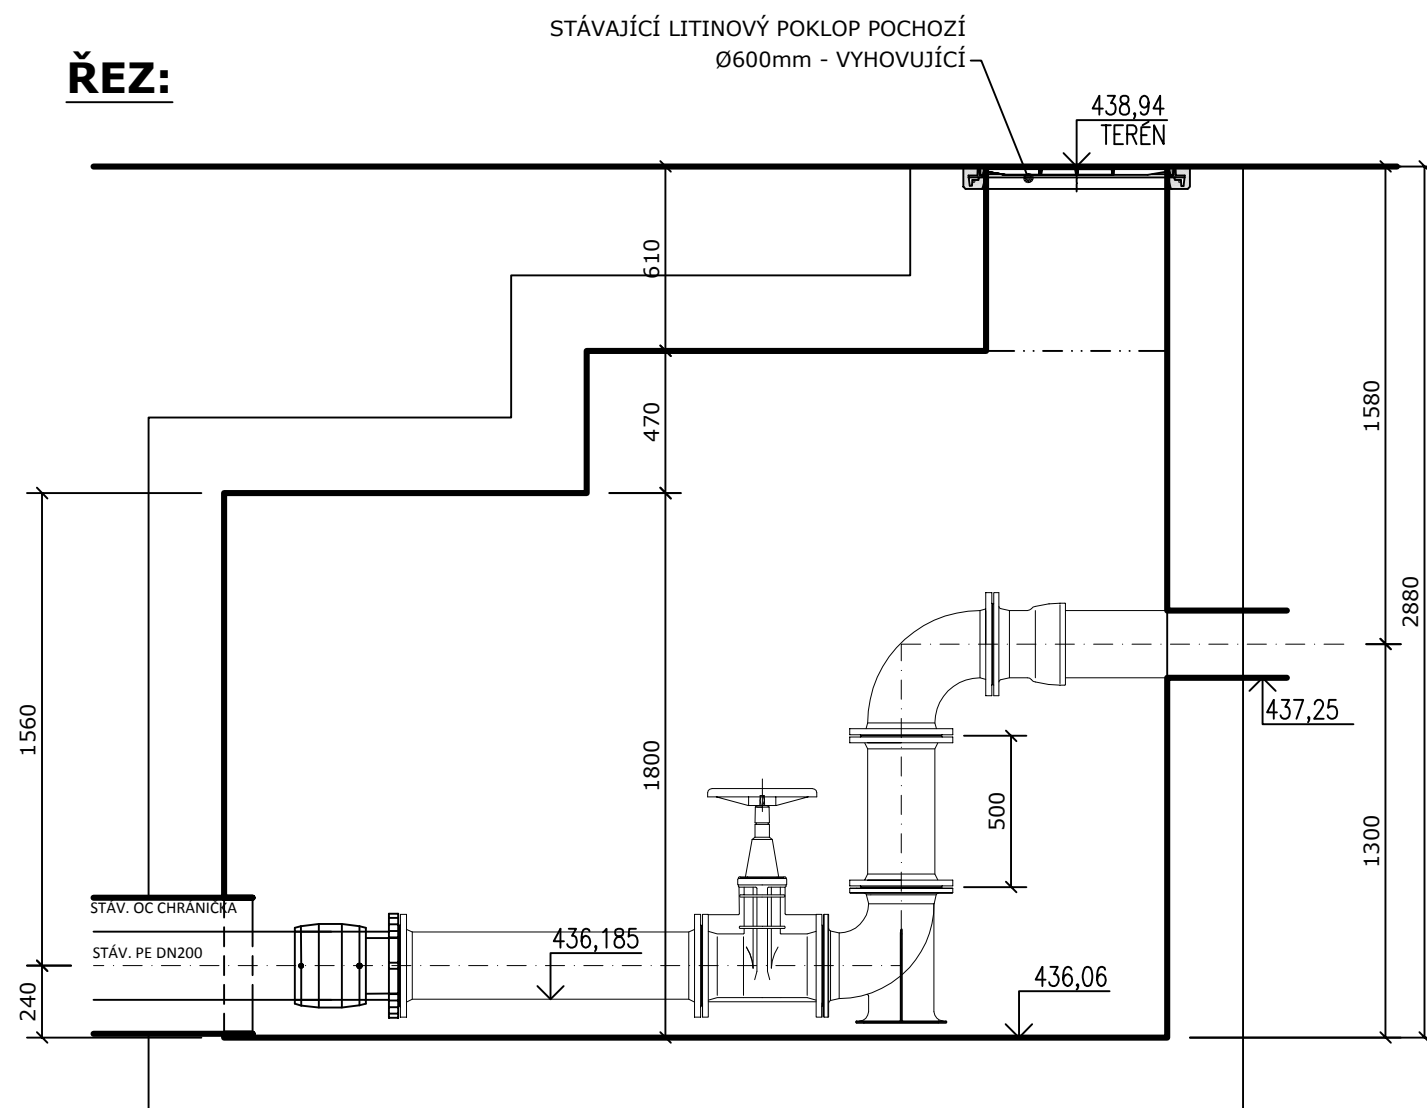 STÁVAJÍCÍ LITINOVÝ POKLOP POCHOZÍ
Ø600mm - VYHOVUJÍCÍ
ŘEZ:
438,94
TERÉN
610
470
1580
2880
1560
1800
500
437,25
1300
STÁV. OC CHRÁNIČKA
STÁV. PE DN200
436,185
436,06
240